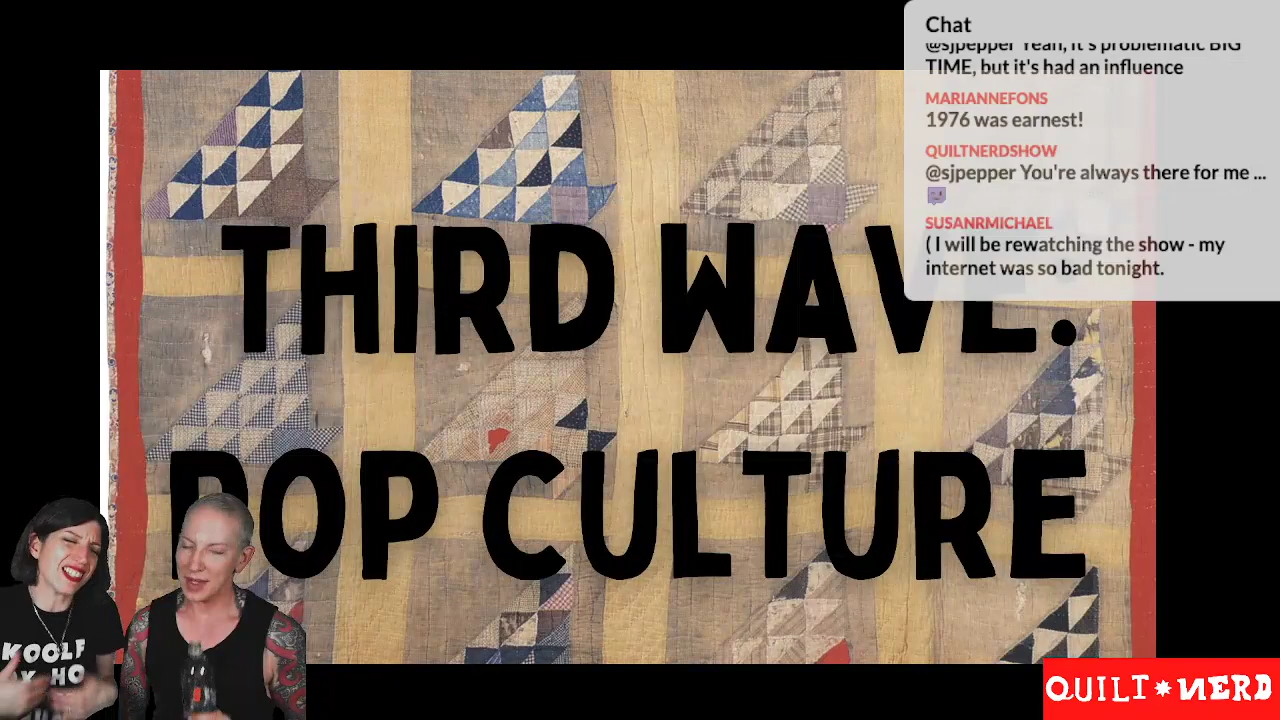 Chat
@sjpepper Yeah, it's problematic BIG
TIME, but it's had an influence
MARIANNEFONS
1976 was earnest!
QUILTNERDSHOW
@sjpepper You're always there for me ...
SUSANRMICHAEL
( I will be rewatching the show - my
internet was so bad tonight.
THIRD WAVE.
POP CULTURE
KOOLF
HO
QUILT*NERD